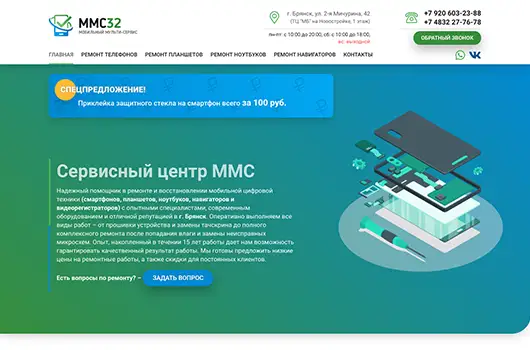 ММС32
МОБИЛЬНЫЙ МУЛЬТИ-СЕРВИС
г. Брянск, ул. 2-я Мичурина, 42
(ТЦ "МБ" на Новостройке, 1 этаж)
пн-пт: с 10:00 до 20:00; сб: с 10:00 до 18:00;
вс: выходной
+7 920 603-23-88
+7 4832 27-76-78
ОБРАТНЫЙ ЗВОНОК
ГЛАВНАЯ РЕМОНТ ТЕЛЕФОНОВ РЕМОНТ ПЛАНШЕТОВ РЕМОНТ НОУТБУКОВ РЕМОНТ НАВИГАТОРОВ КОНТАКТЫ
СПЕЦПРЕДЛОЖЕНИЕ!
Приклейка защитного стекла на смартфон всего за 100 руб.
Сервисный центр ММС
Надежный помощник в ремонте и восстановлении мобильной цифровой
техники (смартфонов, планшетов, ноутбуков, навигаторов и
видеорегистраторов) с опытными специалистами, современным
оборудованием и отличной репутацией в г. Брянск. Оперативно выполняем все
виды работ – от прошивки устройства и замены тачскрина до полного
комплексного ремонта после попадания влаги и замены неисправных
микросхем. Опыт, накопленный в течении 15 лет работы дает нам возможность
гарантировать качественный результат работы. Мы готовы предложить низкие
цены на ремонтные работы, а также скидки для постоянных клиентов.
Есть вопросы по ремонту? –
ЗАДАТЬ ВОПРОС